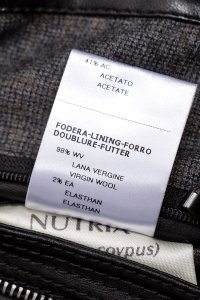 41% AC
ACETATO
ACETATE
FODERA-LINING-FORRO
DOUBLURE-FUTTER
98% WV
LANA VERGINE
VIRGIN WOOL
2% EA
ELASTHAN
ELASTHAN
NUTRIA
coypus)